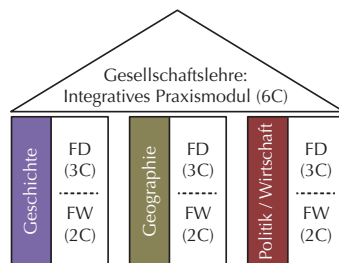 Gesellschaftslehre:
Integratives Praxismodul (6C)
Geschichte
FD
(3C)
FW
(2C)
Geographie
FD
(3C)
FW
(2C)
Politik / Wirtschaft
FD
(3C)
FW
(2C)